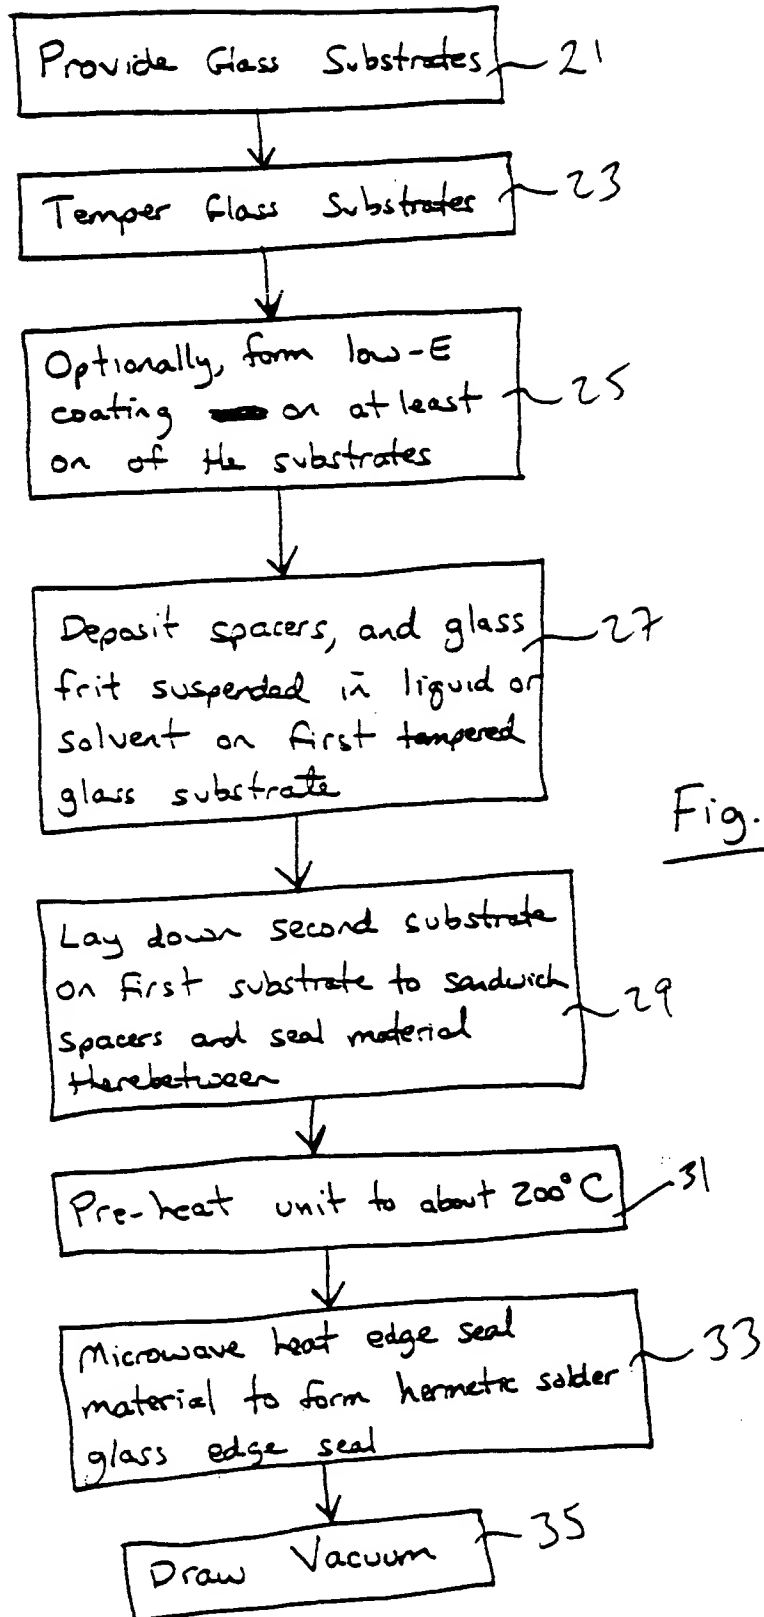 Provide Glass Substrates 21
Temper Glass Substrates 23
Optionally, form low-E
coating on at least 25
on of the substrates
Deposit spacers, and glass 27
frit suspended in liquid or
solvent on first tempered
glass substrate
Fig.
Lay down second substrate
on first substrate to sandwich
spacers and seal material 29
therebetween
Pre-heat unit to about 200°C 31
Microwave heat edge seal
material to form hermetic solder 33
glass edge seal
Draw Vacuum 35